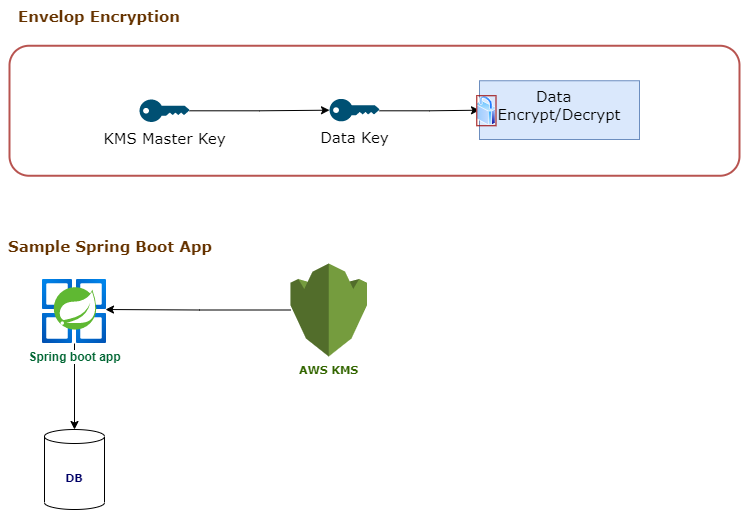 Envelop Encryption
KMS Master Key
Data Key
Data
Encrypt/Decrypt
Sample Spring Boot App
Spring boot app
AWS KMS
DB